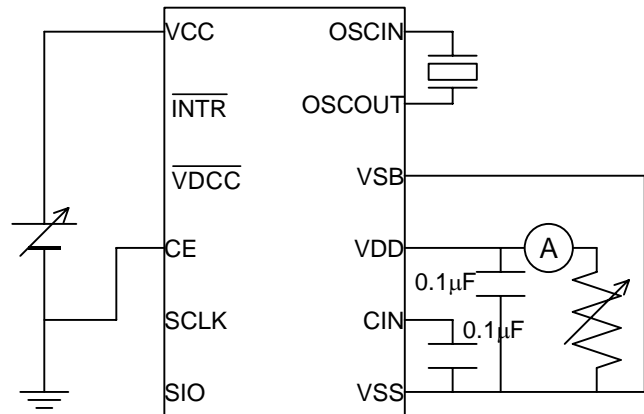 VCC
OSCIN
INTR
OSCOUT
VDCC
VSB
CE
VDD
A
0.1μF
SCLK
CIN
0.1μF
SIO
VSS